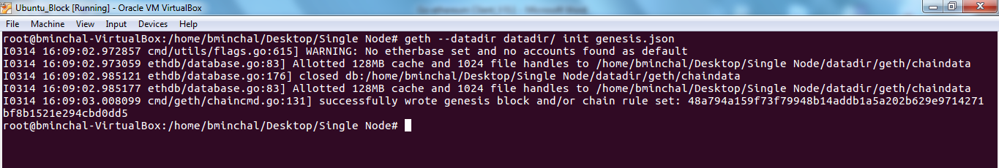 Ubuntu_Block [Running] - Oracle VM VirtualBox
File Machine View Input Devices Help
root@bminchal-VirtualBox:/home/bminchal/Desktop/Single Node# geth --datadir datadir/ init genesis.json
I0314 16:09:02.972857 cmd/utils/flags.go:615] WARNING: No etherbase set and no accounts found as default
I0314 16:09:02.973059 ethdb/database.go:83] Allotted 128MB cache and 1024 file handles to /home/bminchal/Desktop/Single Node/datadir/geth/chaindata
I0314 16:09:02.985121 ethdb/database.go:176] closed db:/home/bminchal/Desktop/Single Node/datadir/geth/chaindata
I0314 16:09:02.985177 ethdb/database.go:83] Allotted 128MB cache and 1024 file handles to /home/bminchal/Desktop/Single Node/datadir/geth/chaindata
I0314 16:09:03.008099 cmd/geth/chaincmd.go:131] successfully wrote genesis block and/or chain rule set: 48a794a159f73f79948b14addb1a5a202b629e9714271
bf8b1521e294cbd0dd5
root@bminchal-VirtualBox:/home/bminchal/Desktop/Single Node#